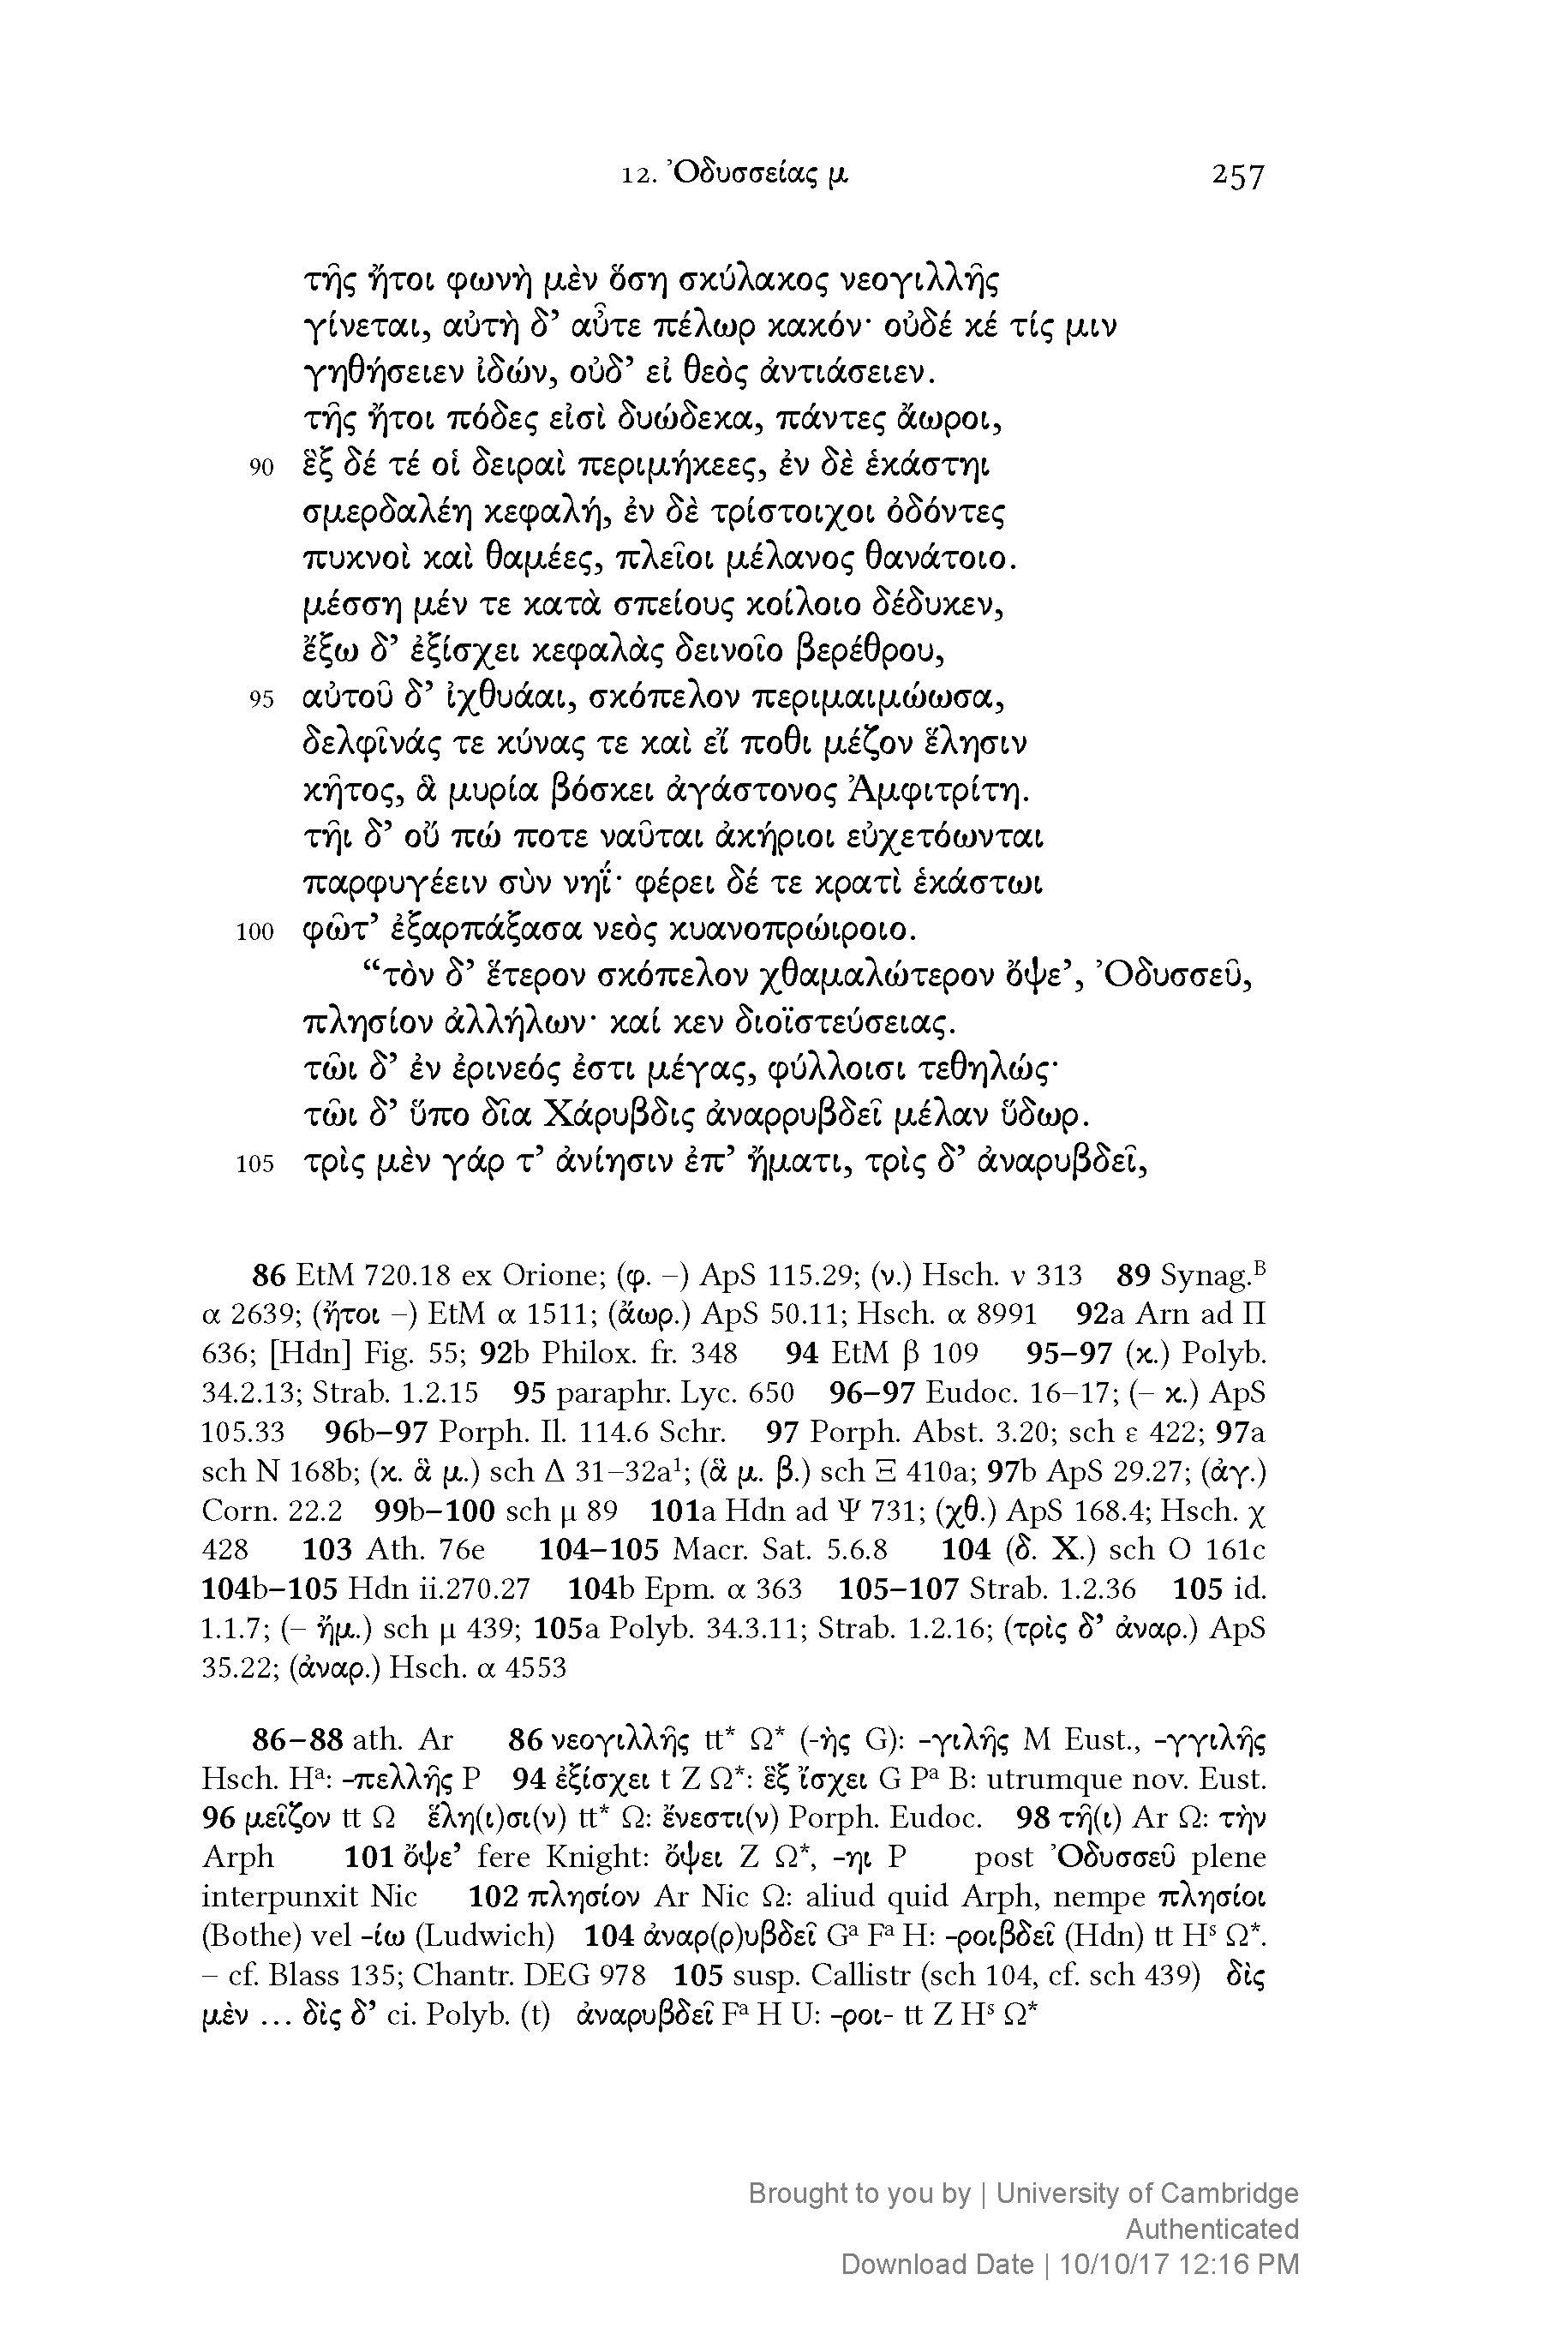 12. Ὀδυσσείας μ 257
τῆς ἤτοι φωνὴ μὲν ὅση σκύλακος νεογιλλῆς
γίνεται, αὐτὴ δ’ αὖτε πέλωρ κακόν· οὐδέ κέ τίς μιν
γηθήσειεν ἰδών, οὐδ’ εἰ θεὸς ἀντιάσειεν.
τῆς ἤτοι πόδες εἰσὶ δυώδεκα, πάντες ἄωροι,
90 ἓξ δέ τέ οἱ δειραὶ περιμήκεες, ἐν δὲ ἑκάστηι
σμερδαλέη κεφαλή, ἐν δὲ τρίστοιχοι ὀδόντες
πυκνοὶ καὶ θαμέες, πλεῖοι μέλανος θανάτοιο.
μέσση μέν τε κατὰ σπείους κοίλοιο δέδυκεν,
ἔξω δ’ ἐξίσχει κεφαλὰς δεινοῖο βερέθρου,
95 αὐτοῦ δ’ ἰχθυάαι, σκόπελον περιμαιμώωσα,
δελφῖνάς τε κύνας τε καὶ εἴ ποθι μέζον ἕλησιν
κῆτος, ἃ μυρία βόσκει ἀγάστονος Ἀμφιτρίτη.
τῆι δ’ οὔ πώ ποτε ναῦται ἀκήριοι εὐχετόωνται
παρφυγέειν σὺν νηΐ· φέρει δέ τε κρατὶ ἑκάστωι
100 φῶτ’ ἐξαρπάξασα νεὸς κυανοπρώιροιο.
“τὸν δ’ ἕτερον σκόπελον χθαμαλώτερον ὄψε’, Ὀδυσσεῦ,
πλησίον ἀλλήλων· καί κεν διοϊστεύσειας.
τῶι δ’ ἐν ἐρινεός ἐστι μέγας, φύλλοισι τεθηλώς·
τῶι δ’ ὕπο δῖα Χάρυβδις ἀναρρυβδεῖ μέλαν ὕδωρ.
105 τρὶς μὲν γάρ τ’ ἀνίησιν ἐπ’ ἤματι, τρὶς δ’ ἀναρυβδεῖ,
86 EtM 720.18 ex Orione; (φ. –) ApS 115.29; (ν.) Hsch. ν 313 89 Synag.ᴮ
α 2639; (ἤτοι –) EtM α 1511; (ἄωρ.) ApS 50.11; Hsch. α 8991 92a Arn ad Π
636; [Hdn] Fig. 55; 92b Philox. fr. 348 94 EtM β 109 95–97 (κ.) Polyb.
34.2.13; Strab. 1.2.15 95 paraphr. Lyc. 650 96–97 Eudoc. 16–17; (– κ.) ApS
105.33 96b–97 Porph. Il. 114.6 Schr. 97 Porph. Abst. 3.20; sch ε 422; 97a
sch N 168b; (κ. ἃ μ.) sch Δ 31–32a¹; (ἃ μ. β.) sch Ξ 410a; 97b ApS 29.27; (ἀγ.)
Corn. 22.2 99b–100 sch μ 89 101a Hdn ad Ψ 731; (χθ.) ApS 168.4; Hsch. χ
428 103 Ath. 76e 104–105 Macr. Sat. 5.6.8 104 (δ. Χ.) sch O 161c
104b–105 Hdn ii.270.27 104b Epm. α 363 105–107 Strab. 1.2.36 105 id.
1.1.7; (– ἤμ.) sch μ 439; 105a Polyb. 34.3.11; Strab. 1.2.16; (τρὶς δ’ ἀναρ.) ApS
35.22; (ἀναρ.) Hsch. α 4553
86–88 ath. Ar 86 νεογιλλῆς tt* Ω* (-ὴς G): -γιλῆς M Eust., -γγιλῆς
Hsch. Hᵃ: -πελλῆς P 94 ἐξίσχει t Z Ω*: ἓξ ἴσχει G Pᵃ B: utrumque nov. Eust.
96 μεῖζον tt Ω ἕλη(ι)σι(ν) tt* Ω: ἔνεστι(ν) Porph. Eudoc. 98 τῆ(ι) Ar Ω: τὴν
Arph 101 ὄψε’ fere Knight: ὄψει Z Ω*, -ηι P post Ὀδυσσεῦ plene
interpunxit Nic 102 πλησίον Ar Nic Ω: aliud quid Arph, nempe πλησίοι
(Bothe) vel -ίω (Ludwich) 104 ἀναρ(ρ)υβδεῖ Gᵃ Fᵃ H: -ροιβδεῖ (Hdn) tt Hˢ Ω*.
– cf. Blass 135; Chantr. DEG 978 105 susp. Callistr (sch 104, cf. sch 439) δὶς
μὲν … δὶς δ’ ci. Polyb. (t) ἀναρυβδεῖ Fᵃ H U: -ροι- tt Z Hˢ Ω*
Brought to you by | University of Cambridge
Authenticated
Download Date | 10/10/17 12:16 PM